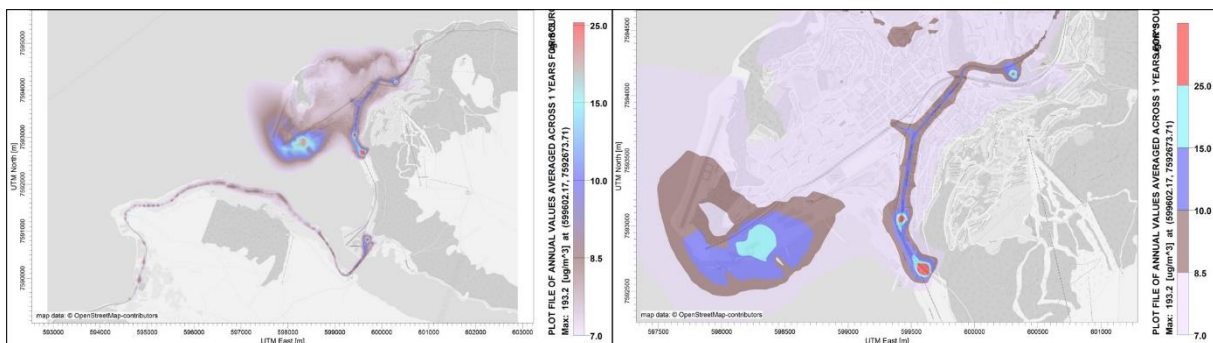 7595000
7594000
7593000
7592000
7591000
7590000
UTM North [m]
map data: © OpenStreetMap-contributors
593000 594000 595000 596000 597000 598000 599000 600000 601000 602000 603000
UTM East [m]
PLOT FILE OF ANNUAL VALUES AVERAGED ACROSS 1 YEARS FOR
Max: 193.2 [ug/m^3] at (599602.17, 7592673.71)
25.0
15.0
10.0
8.5
7.0
7594500
7594000
7593500
7593000
7592500
UTM North [m]
map data: © OpenStreetMap-contributors
597500 598000 598500 599000 599500 600000 600500 601000
UTM East [m]
PLOT FILE OF ANNUAL VALUES AVERAGED ACROSS 1 YEARS FOR
Max: 193.2 [ug/m^3] at (599602.17, 7592673.71)
25.0
15.0
10.0
8.5
7.0